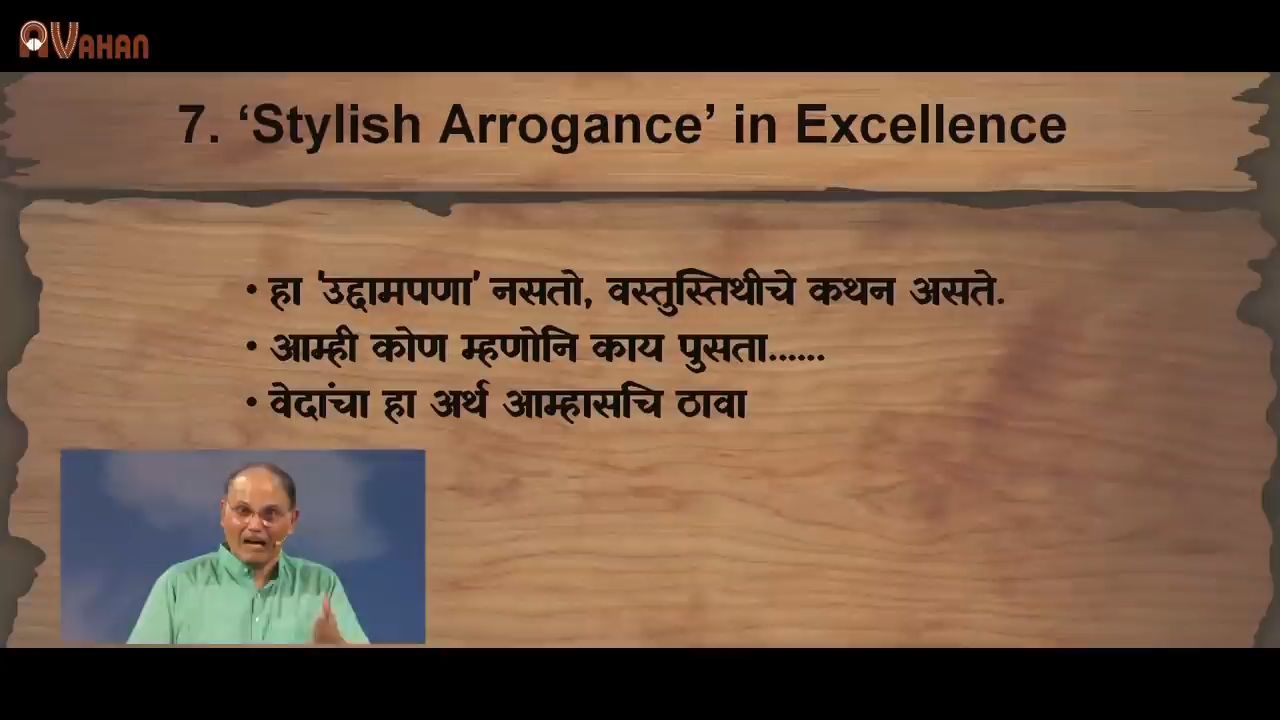 AVAHAN
7. ‘Stylish Arrogance’ in Excellence
• हा 'उद्दामपणा' नसतो, वस्तुस्तिथीचे कथन असते.
• आम्ही कोण म्हणोनि काय पुसता......
• वेदांचा हा अर्थ आम्हासचि ठावा